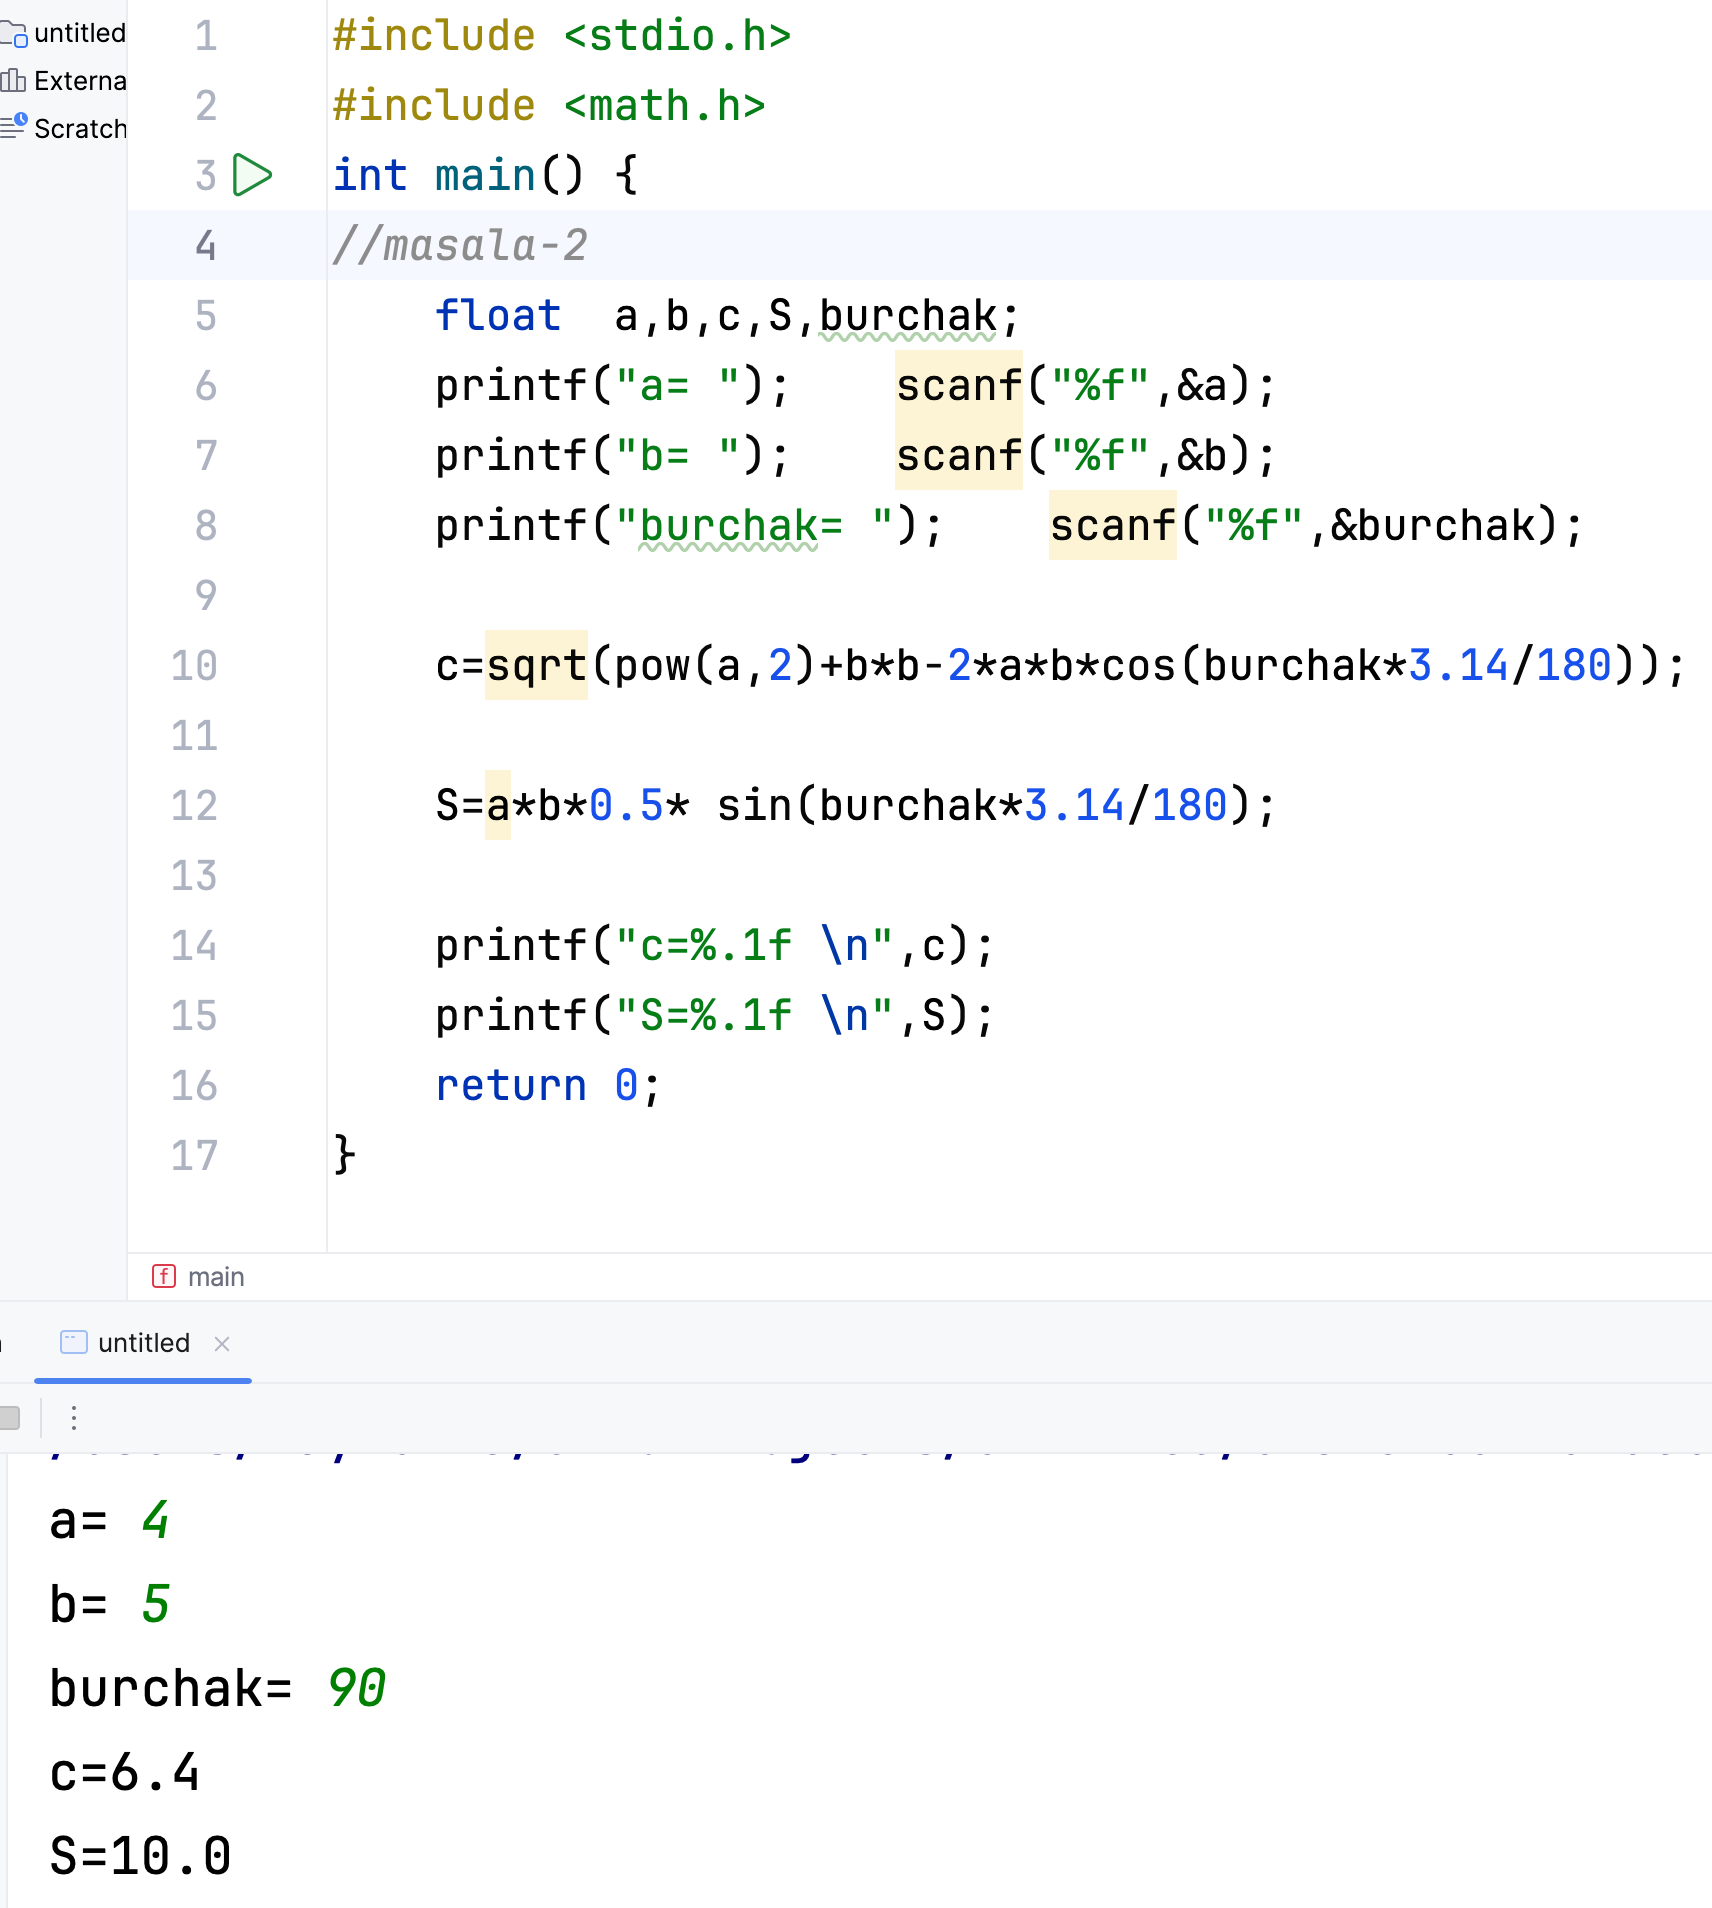 untitled
Externa
Scratch
1 #include <stdio.h>
2 #include <math.h>
3 int main() {
4 //masala-2
5     float  a,b,c,S,burchak;
6     printf("a= ");    scanf("%f",&a);
7     printf("b= ");    scanf("%f",&b);
8     printf("burchak= ");    scanf("%f",&burchak);
9
10     c=sqrt(pow(a,2)+b*b-2*a*b*cos(burchak*3.14/180));
11
12     S=a*b*0.5* sin(burchak*3.14/180);
13
14     printf("c=%.1f \n",c);
15     printf("S=%.1f \n",S);
16     return 0;
17 }
f main
untitled
a= 4
b= 5
burchak= 90
c=6.4
S=10.0